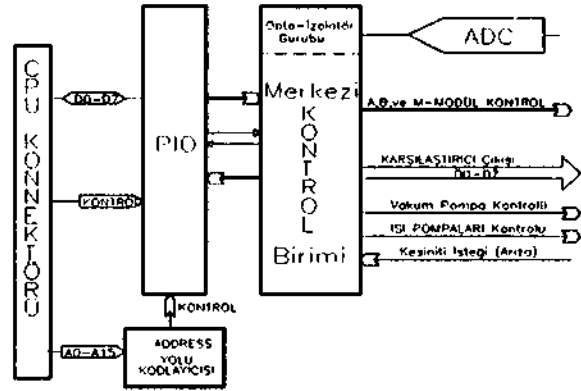 CPU KONNEKTÖRÜ
D0-D7
KONTROL
A0-A15
PIO
KONTROL
ADDRESS
YOLU
KODLAYICISI
Opto-İzolatör
Gurubu
Merkezi
KONTROL
Birimi
ADC
A,B,ve M-MODÜL KONTROL
KARŞILAŞTIRICI Çıkışı
D0-D7
Vakum Pompa Kontrolü
ISI POMPALARI Kontrolu
Kesinti İsteği (Arıza)